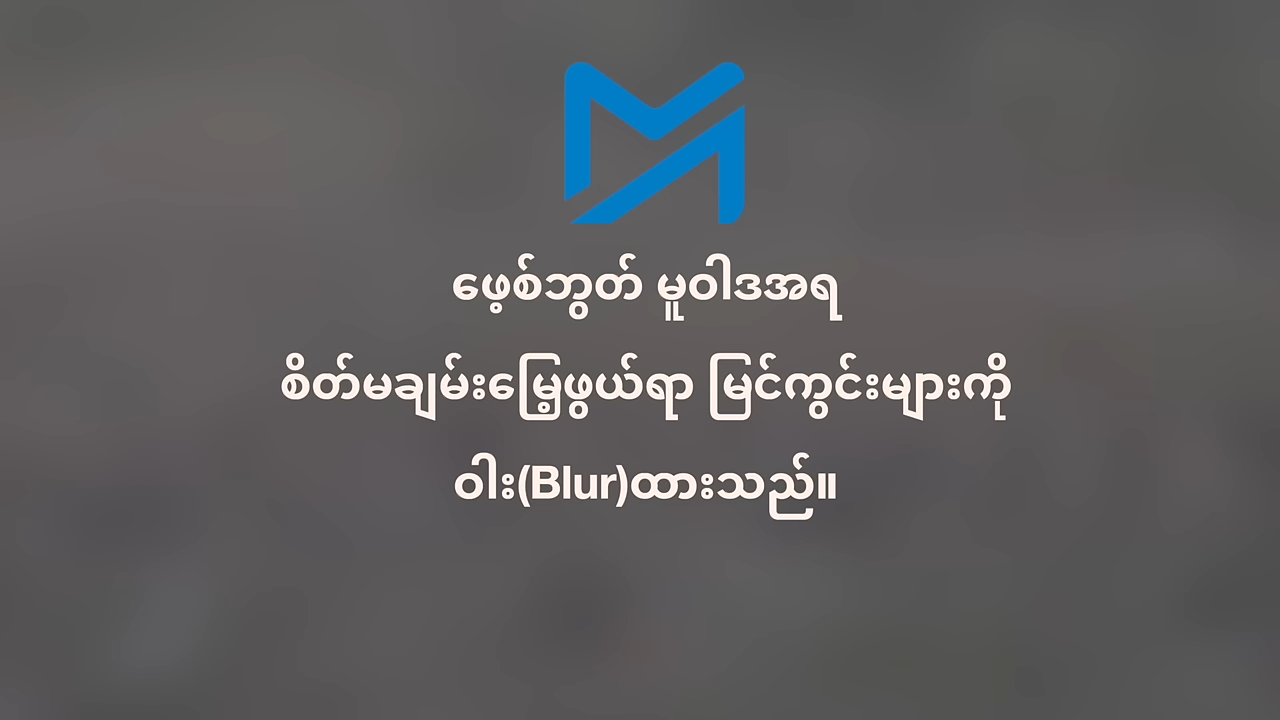 ဖေ့စ်ဘွတ် မူဝါဒအရ
စိတ်မချမ်းမြေ့ဖွယ်ရာ မြင်ကွင်းများကို
ဝါး(Blur)ထားသည်။